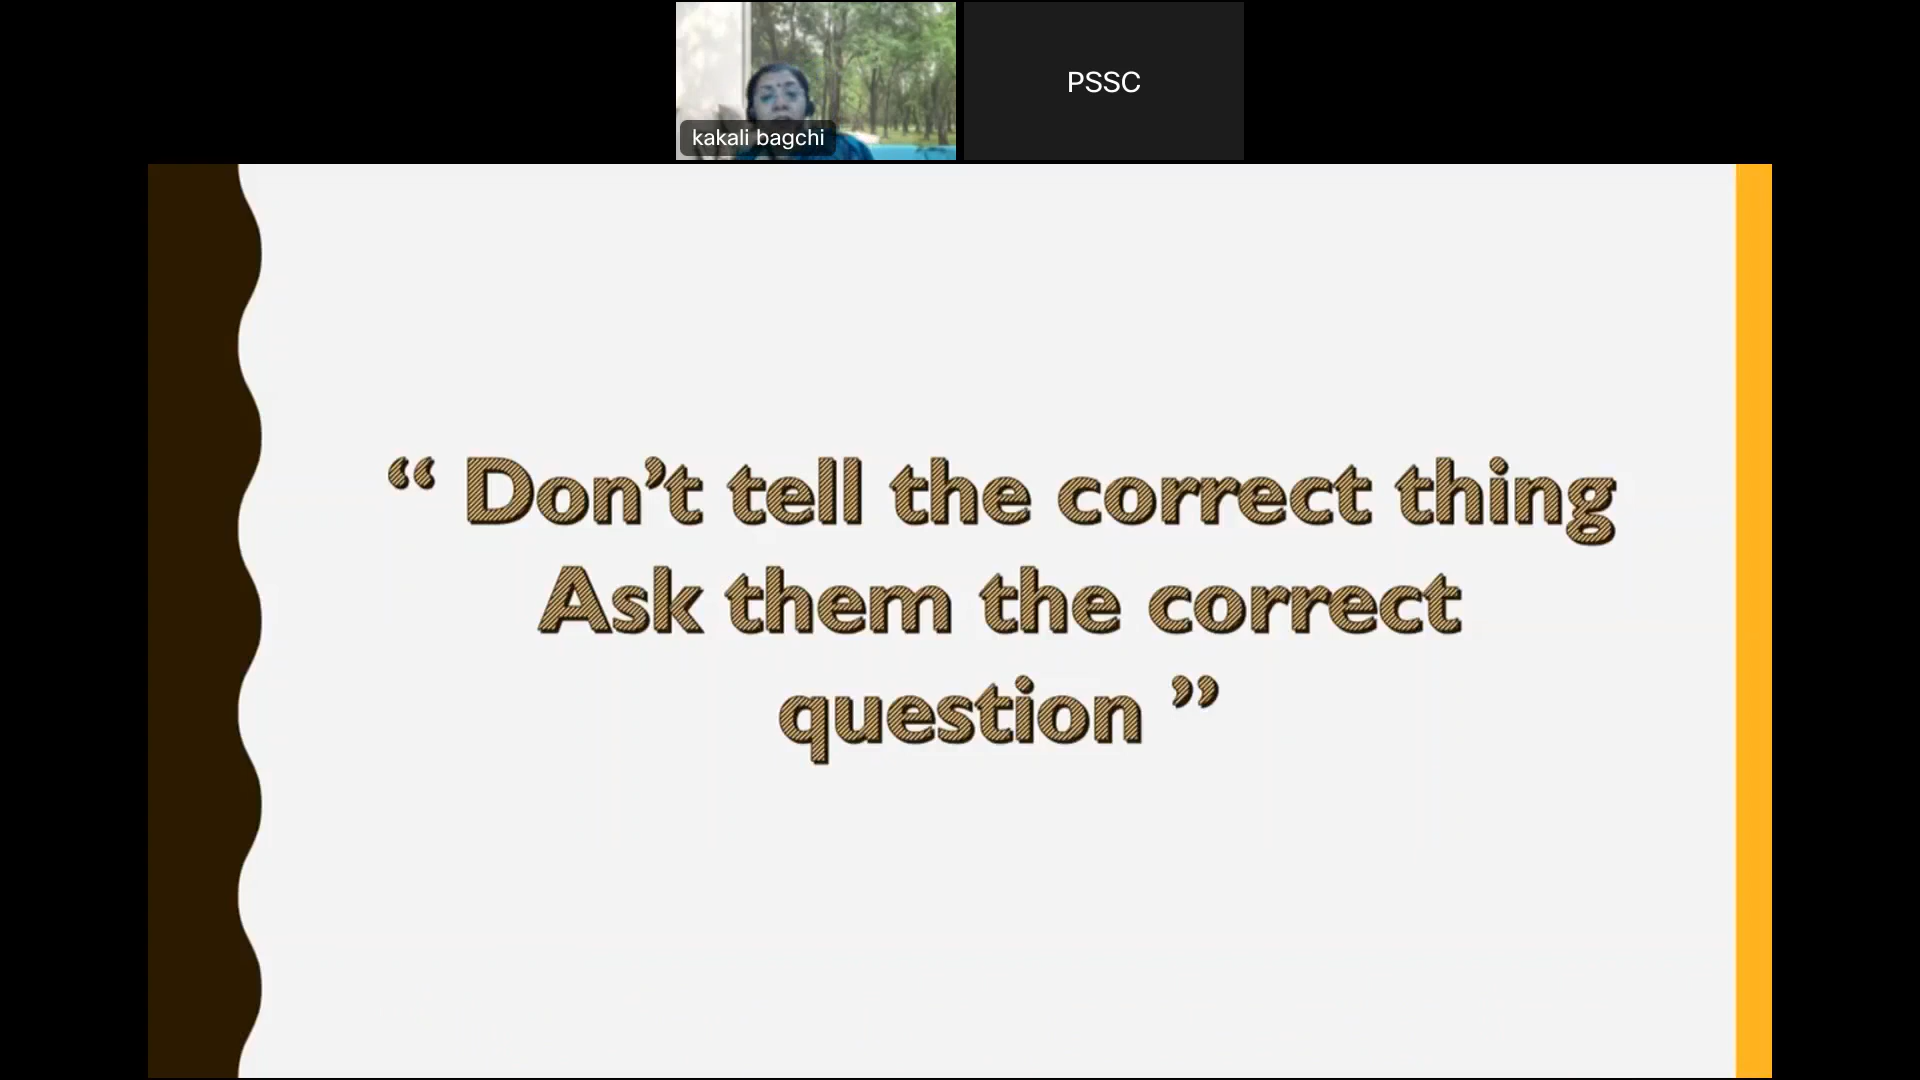 kakali bagchi
PSSC
“ Don’t tell the correct thing
Ask them the correct
question ”